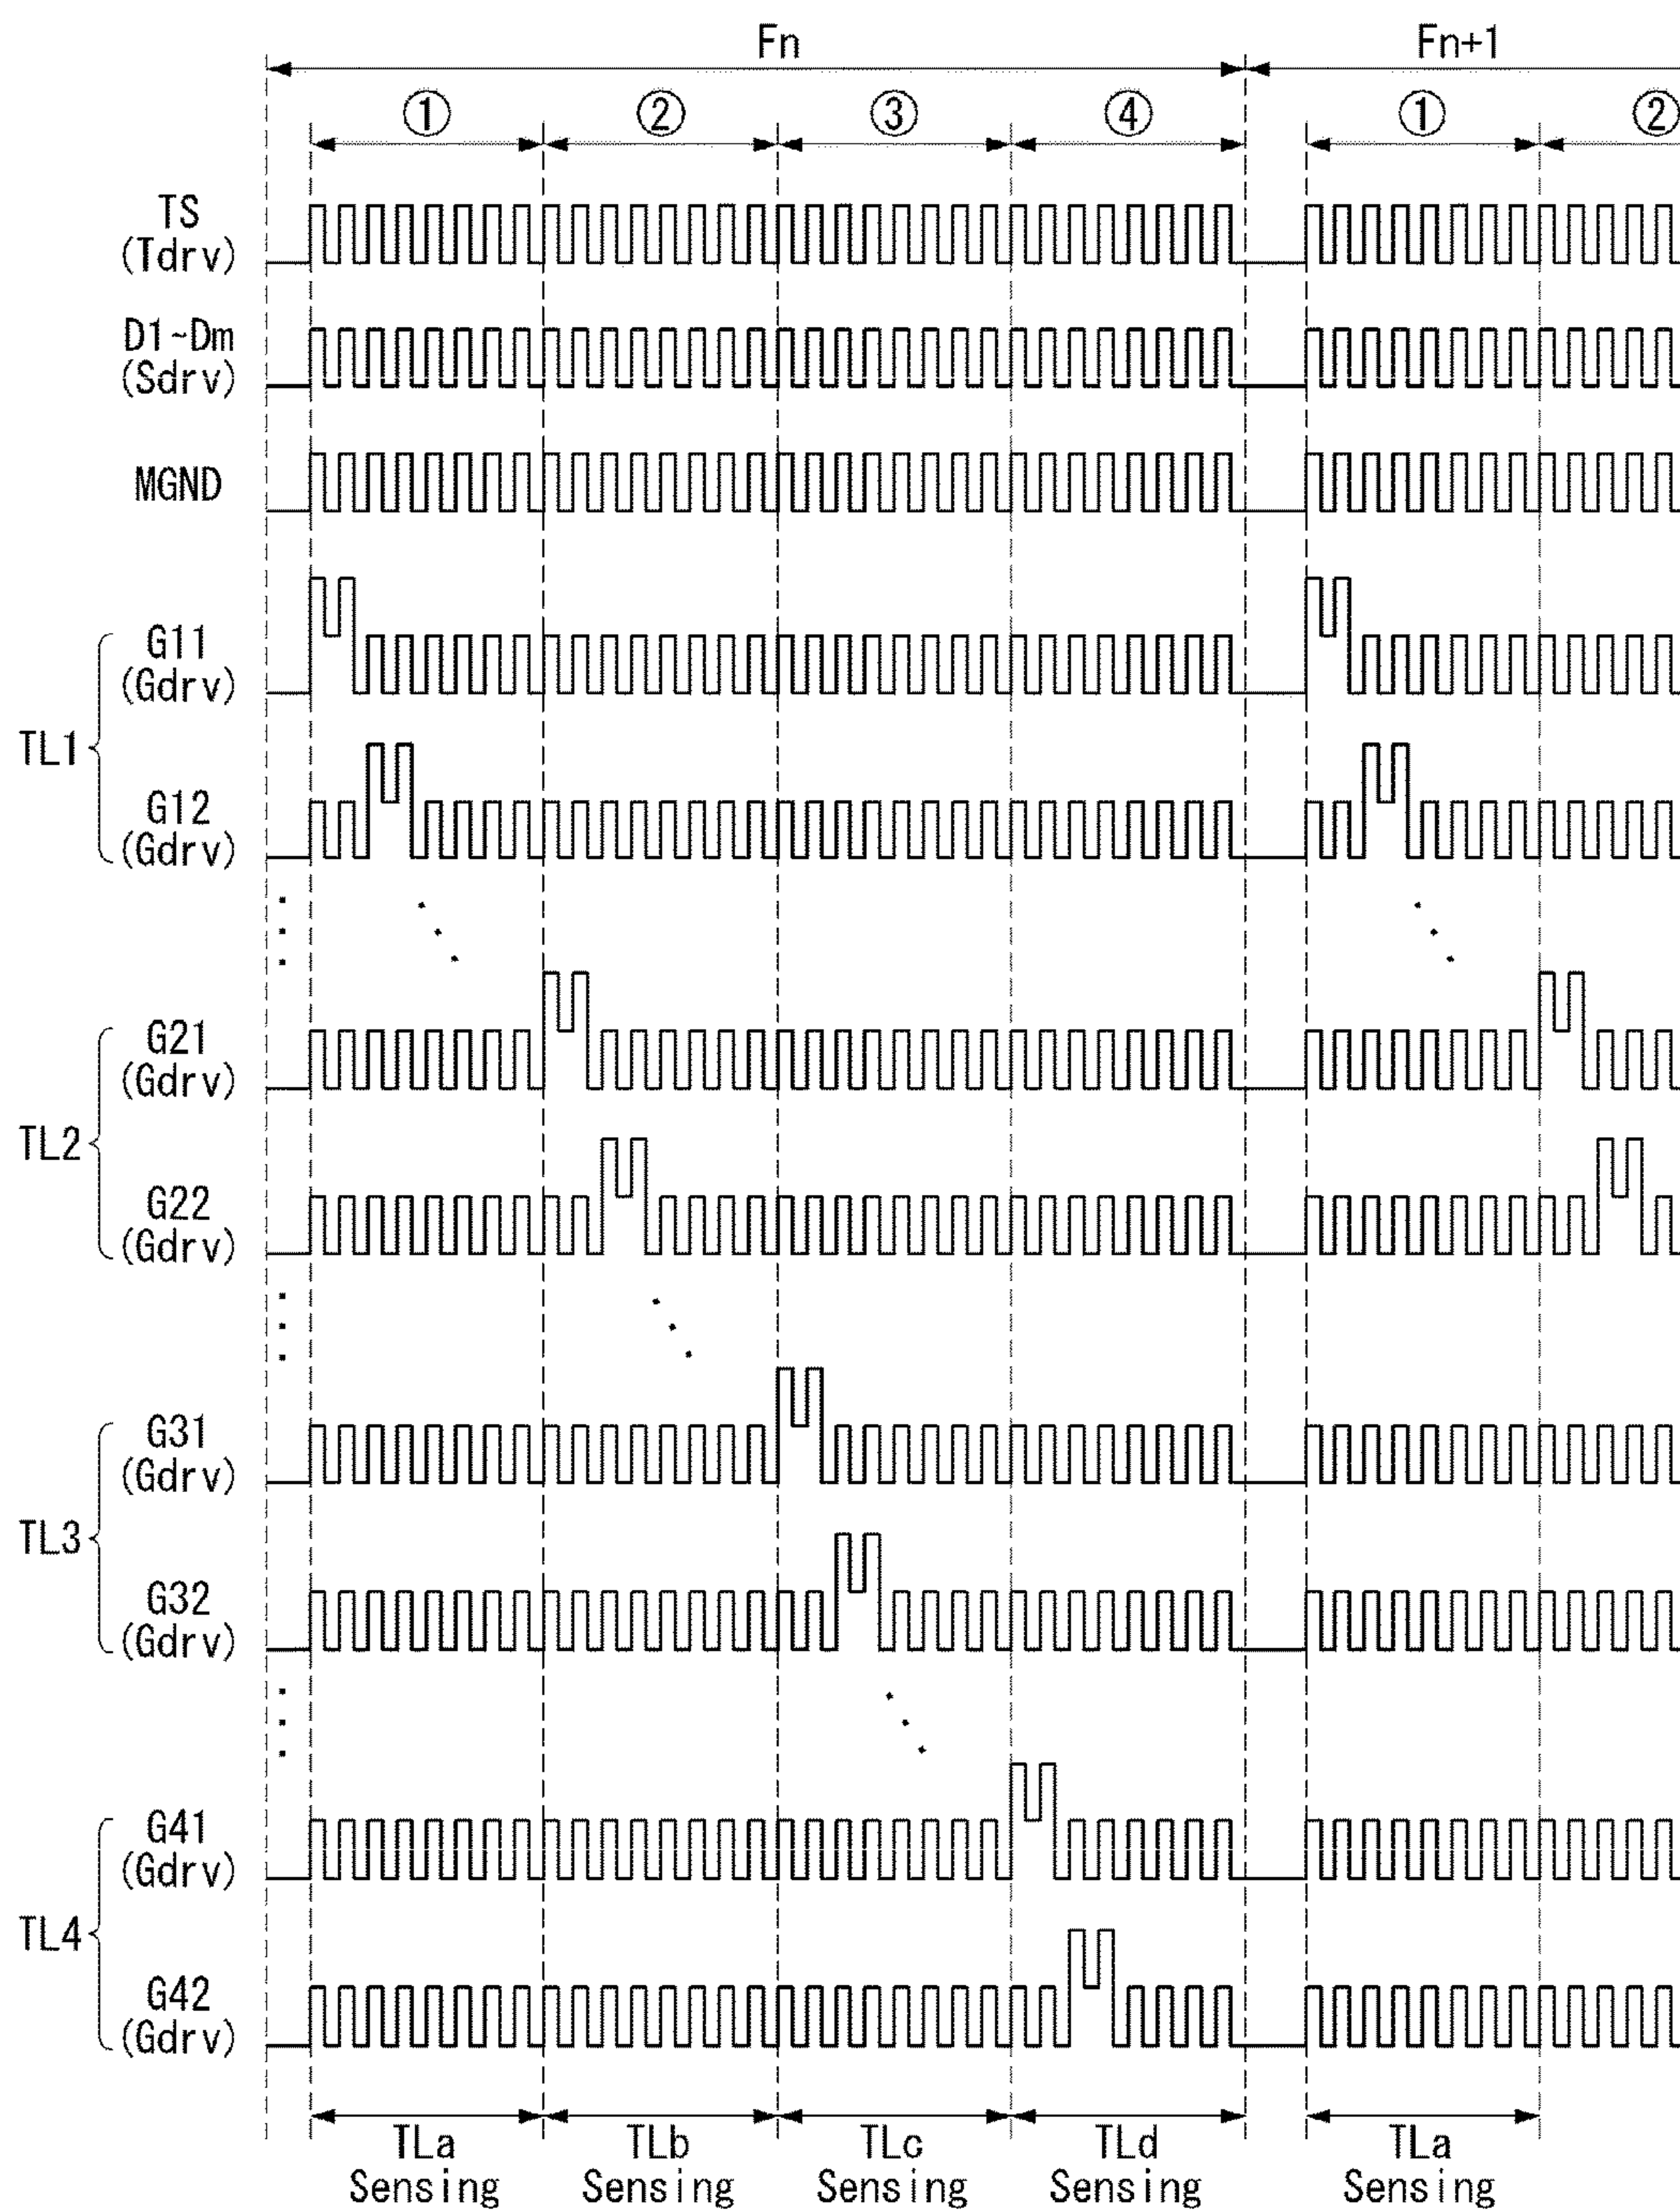 Fn Fn+1
① ② ③ ④ ① ②
TS
(Tdrv)
D1~Dm
(Sdrv)
MGND
G11
(Gdrv)
TL1
G12
(Gdrv)
G21
(Gdrv)
TL2
G22
(Gdrv)
G31
(Gdrv)
TL3
G32
(Gdrv)
G41
(Gdrv)
TL4
G42
(Gdrv)
TLa TLb TLc TLd TLa
Sensing Sensing Sensing Sensing Sensing